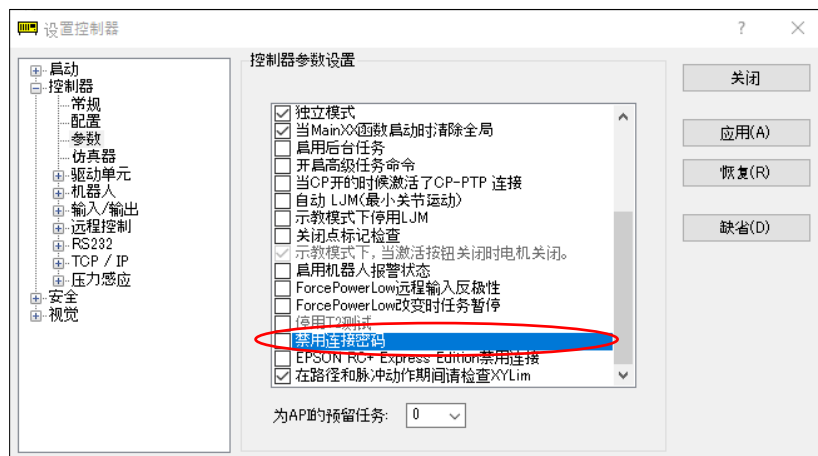 设置控制器
启动
控制器
常规
配置
参数
仿真器
驱动单元
机器人
输入/输出
远程控制
RS232
TCP / IP
压力感应
安全
视觉
控制器参数设置
独立模式
当MainXX函数启动时清除全局
启用后台任务
开启高级任务命令
当CP开的时候激活了CP-PTP 连接
自动 LJM(最小关节运动)
示教模式下停用LJM
关闭点标记检查
示教模式下, 当激活按钮关闭时电机关闭。
启用机器人报警状态
ForcePowerLow远程输入反极性
ForcePowerLow改变时任务暂停
停用T2测试
禁用连接密码
EPSON RC+ Express Edition禁用连接
在路径和脉冲动作期间请检查XYLim
为API的预留任务:
0
关闭
应用(A)
恢复(R)
缺省(D)